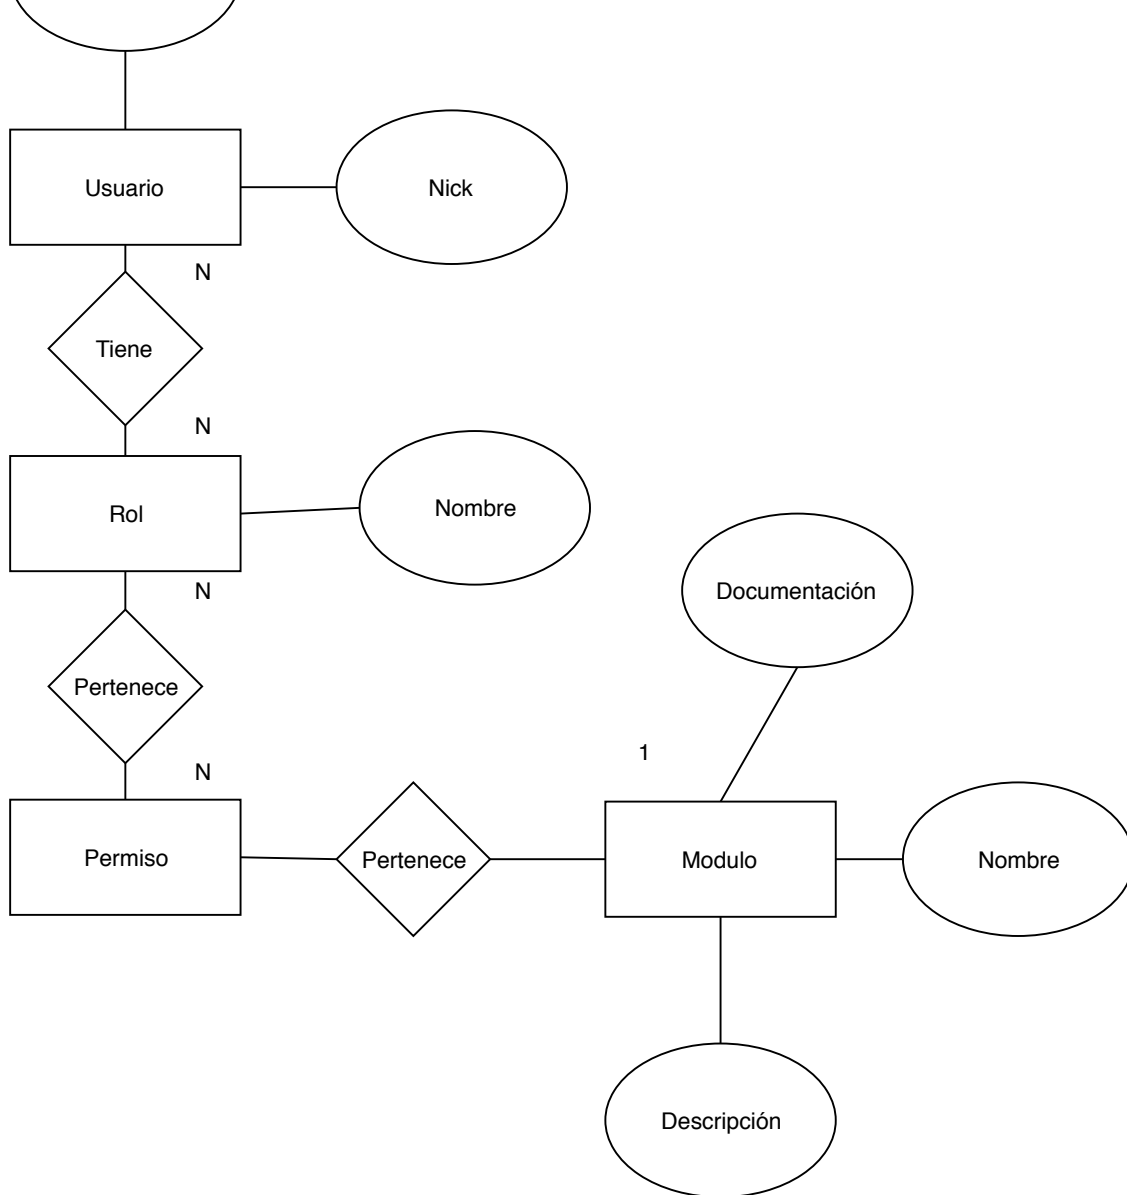 Usuario
Nick
N
Tiene
N
Rol
Nombre
N
Documentación
Pertenece
1
N
Permiso
Pertenece
Modulo
Nombre
Descripción